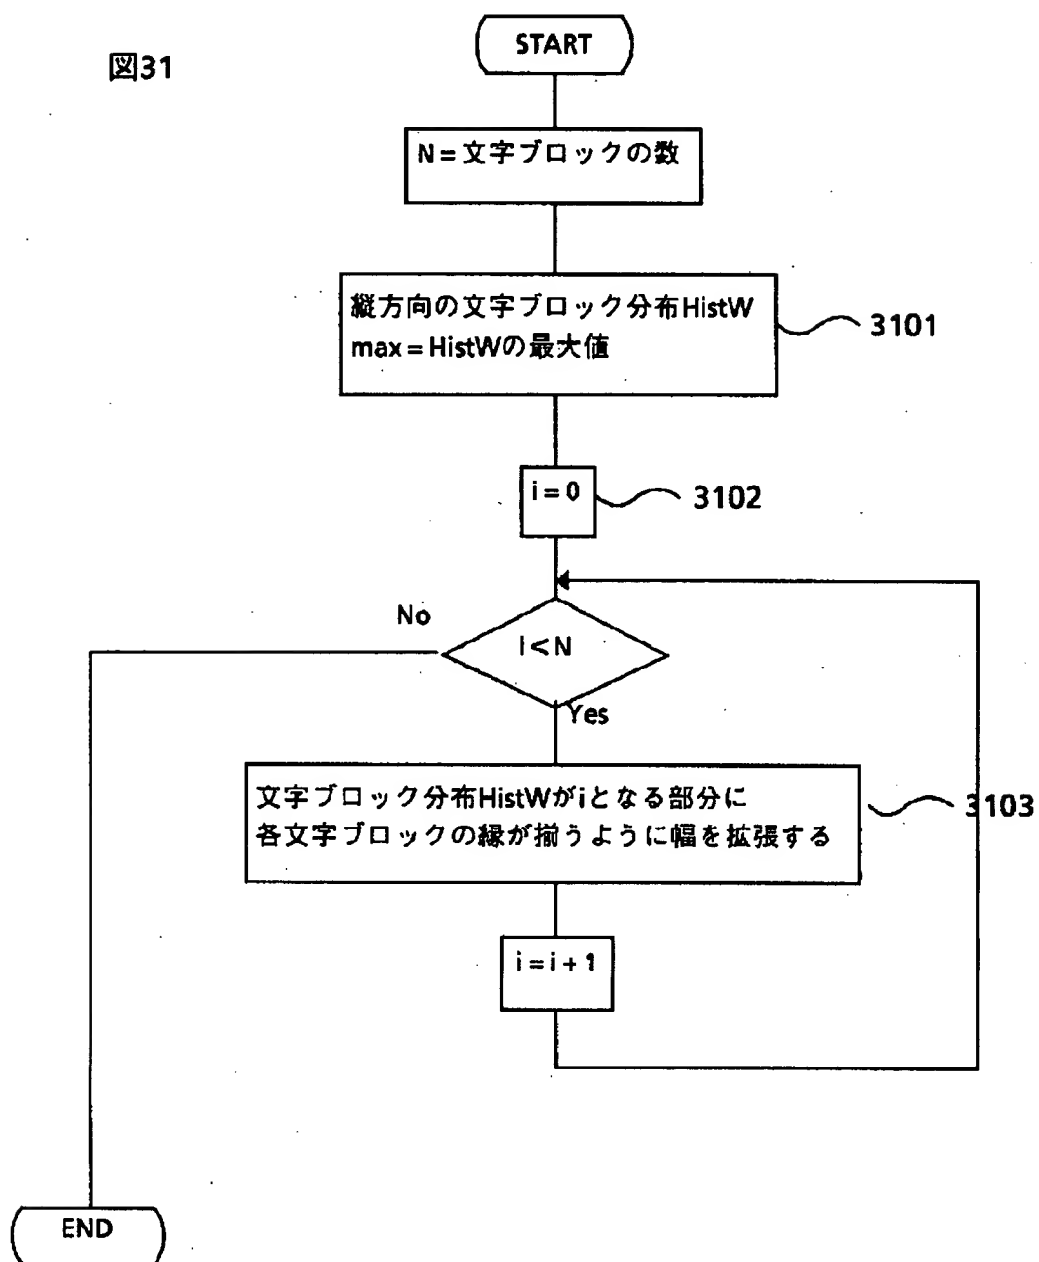 図31
START
N=文字ブロックの数
縦方向の文字ブロック分布HistW
max=HistWの最大値
3101
i=0
3102
No
i<N
Yes
文字ブロック分布HistWがiとなる部分に
各文字ブロックの縁が揃うように幅を拡張する
3103
i=i+1
END